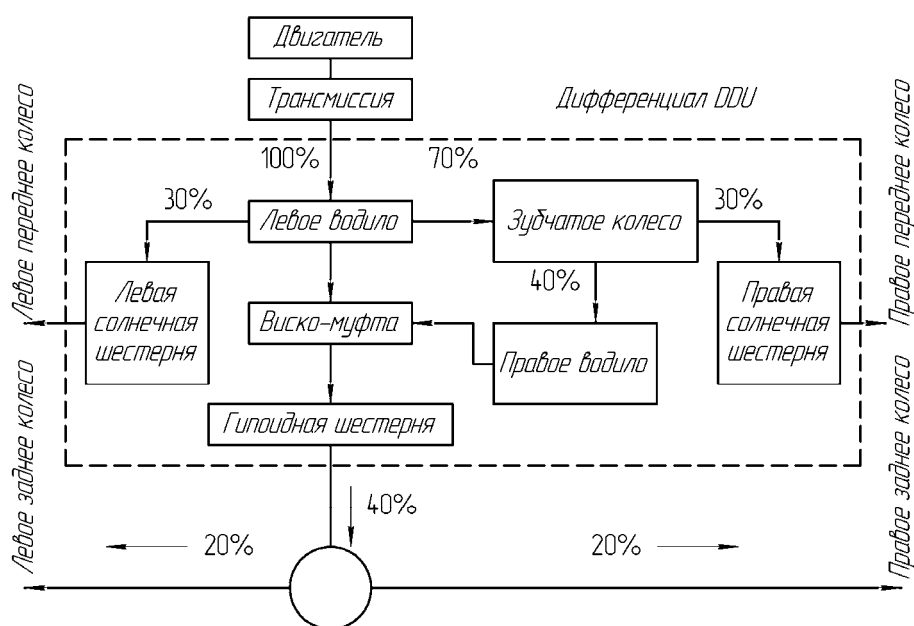 Двигатель
Трансмиссия
Дифференциал DDU
100%
70%
30%
Левое водило
Зубчатое колесо
30%
40%
Левая
солнечная
шестерня
Виско-муфта
Правое водило
Правая
солнечная
шестерня
Гипоидная шестерня
40%
20%
20%
Левое переднее колесо
Левое заднее колесо
Правое переднее колесо
Правое заднее колесо